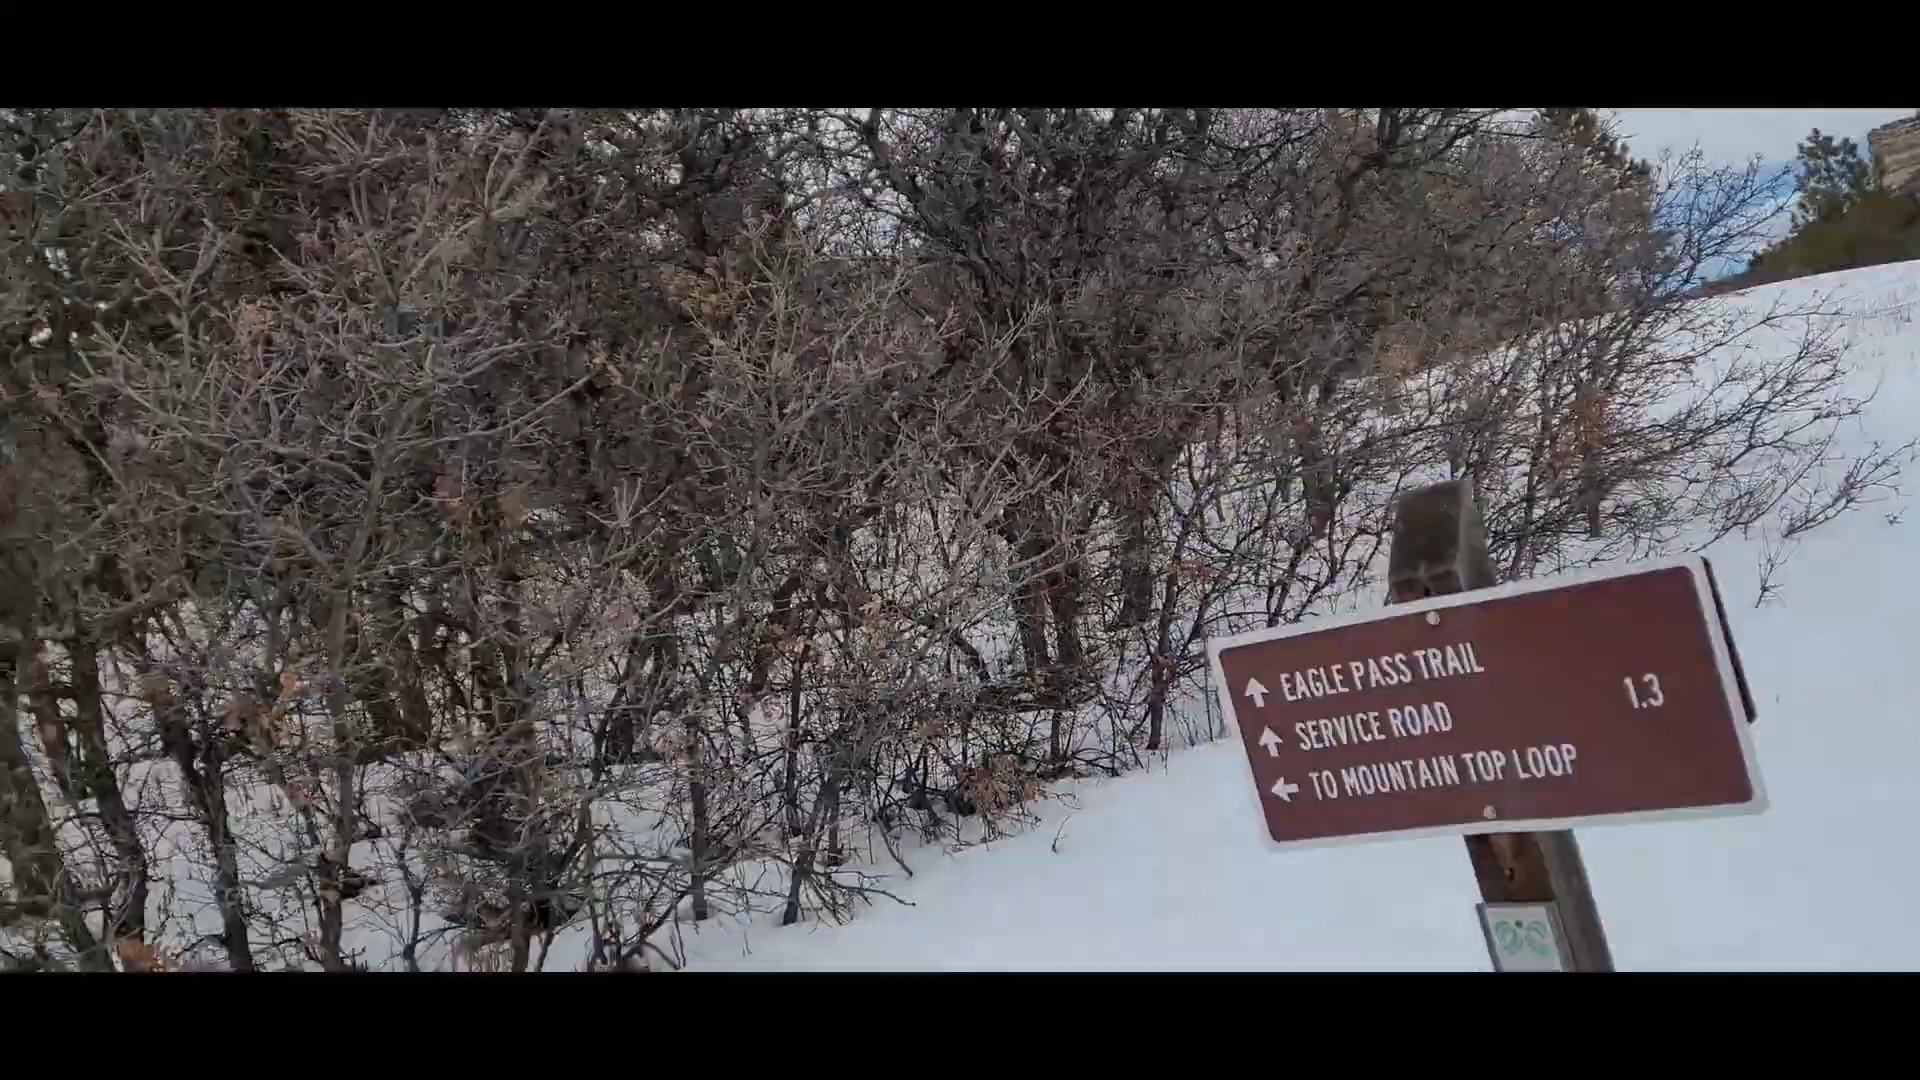 ↑ EAGLE PASS TRAIL
↑ SERVICE ROAD 1.3
← TO MOUNTAIN TOP LOOP